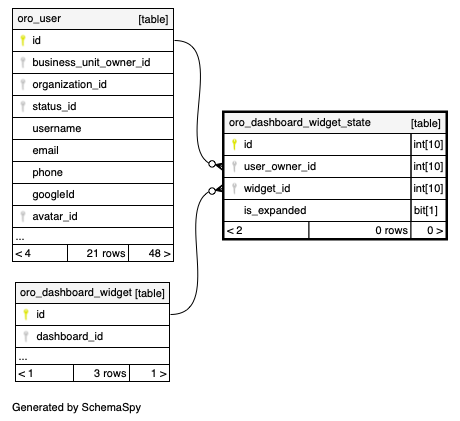 oro_user [table]
id
business_unit_owner_id
organization_id
status_id
username
email
phone
googleId
avatar_id
...
< 4 21 rows 48 >
oro_dashboard_widget_state [table]
id int[10]
user_owner_id int[10]
widget_id int[10]
is_expanded bit[1]
< 2 0 rows 0 >
oro_dashboard_widget [table]
id
dashboard_id
...
< 1 3 rows 1 >
Generated by SchemaSpy